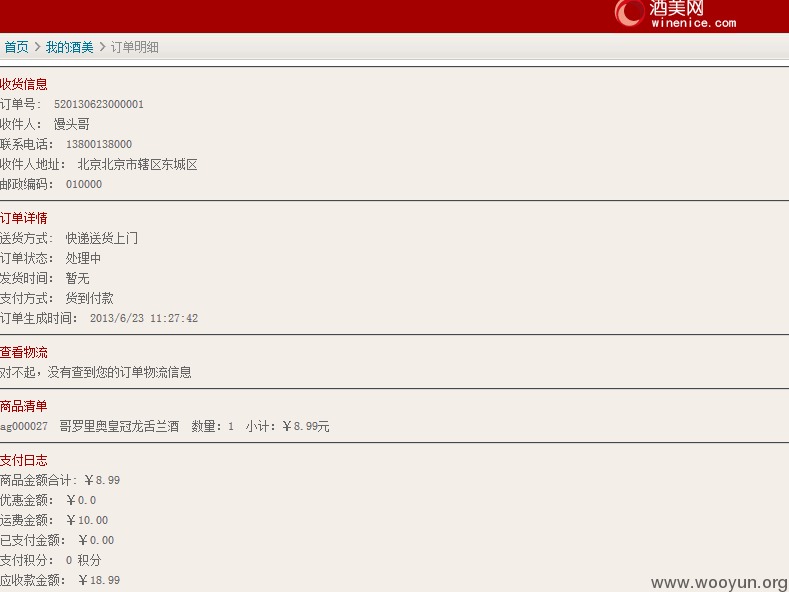 酒美网
winenice.com
首页 > 我的酒美 > 订单明细
收货信息
订单号: 520130623000001
收件人: 馒头哥
联系电话: 13800138000
收件人地址: 北京北京市辖区东城区
邮政编码: 010000
订单详情
送货方式: 快递送货上门
订单状态: 处理中
发货时间: 暂无
支付方式: 货到付款
订单生成时间: 2013/6/23 11:27:42
查看物流
对不起，没有查到您的订单物流信息
商品清单
ag000027 哥罗里奥皇冠龙舌兰酒 数量：1 小计：￥8.99元
支付日志
商品金额合计: ￥8.99
优惠金额: ￥0.0
运费金额: ￥10.00
已支付金额: ￥0.00
支付积分: 0 积分
应收款金额: ￥18.99
www.wooyun.org